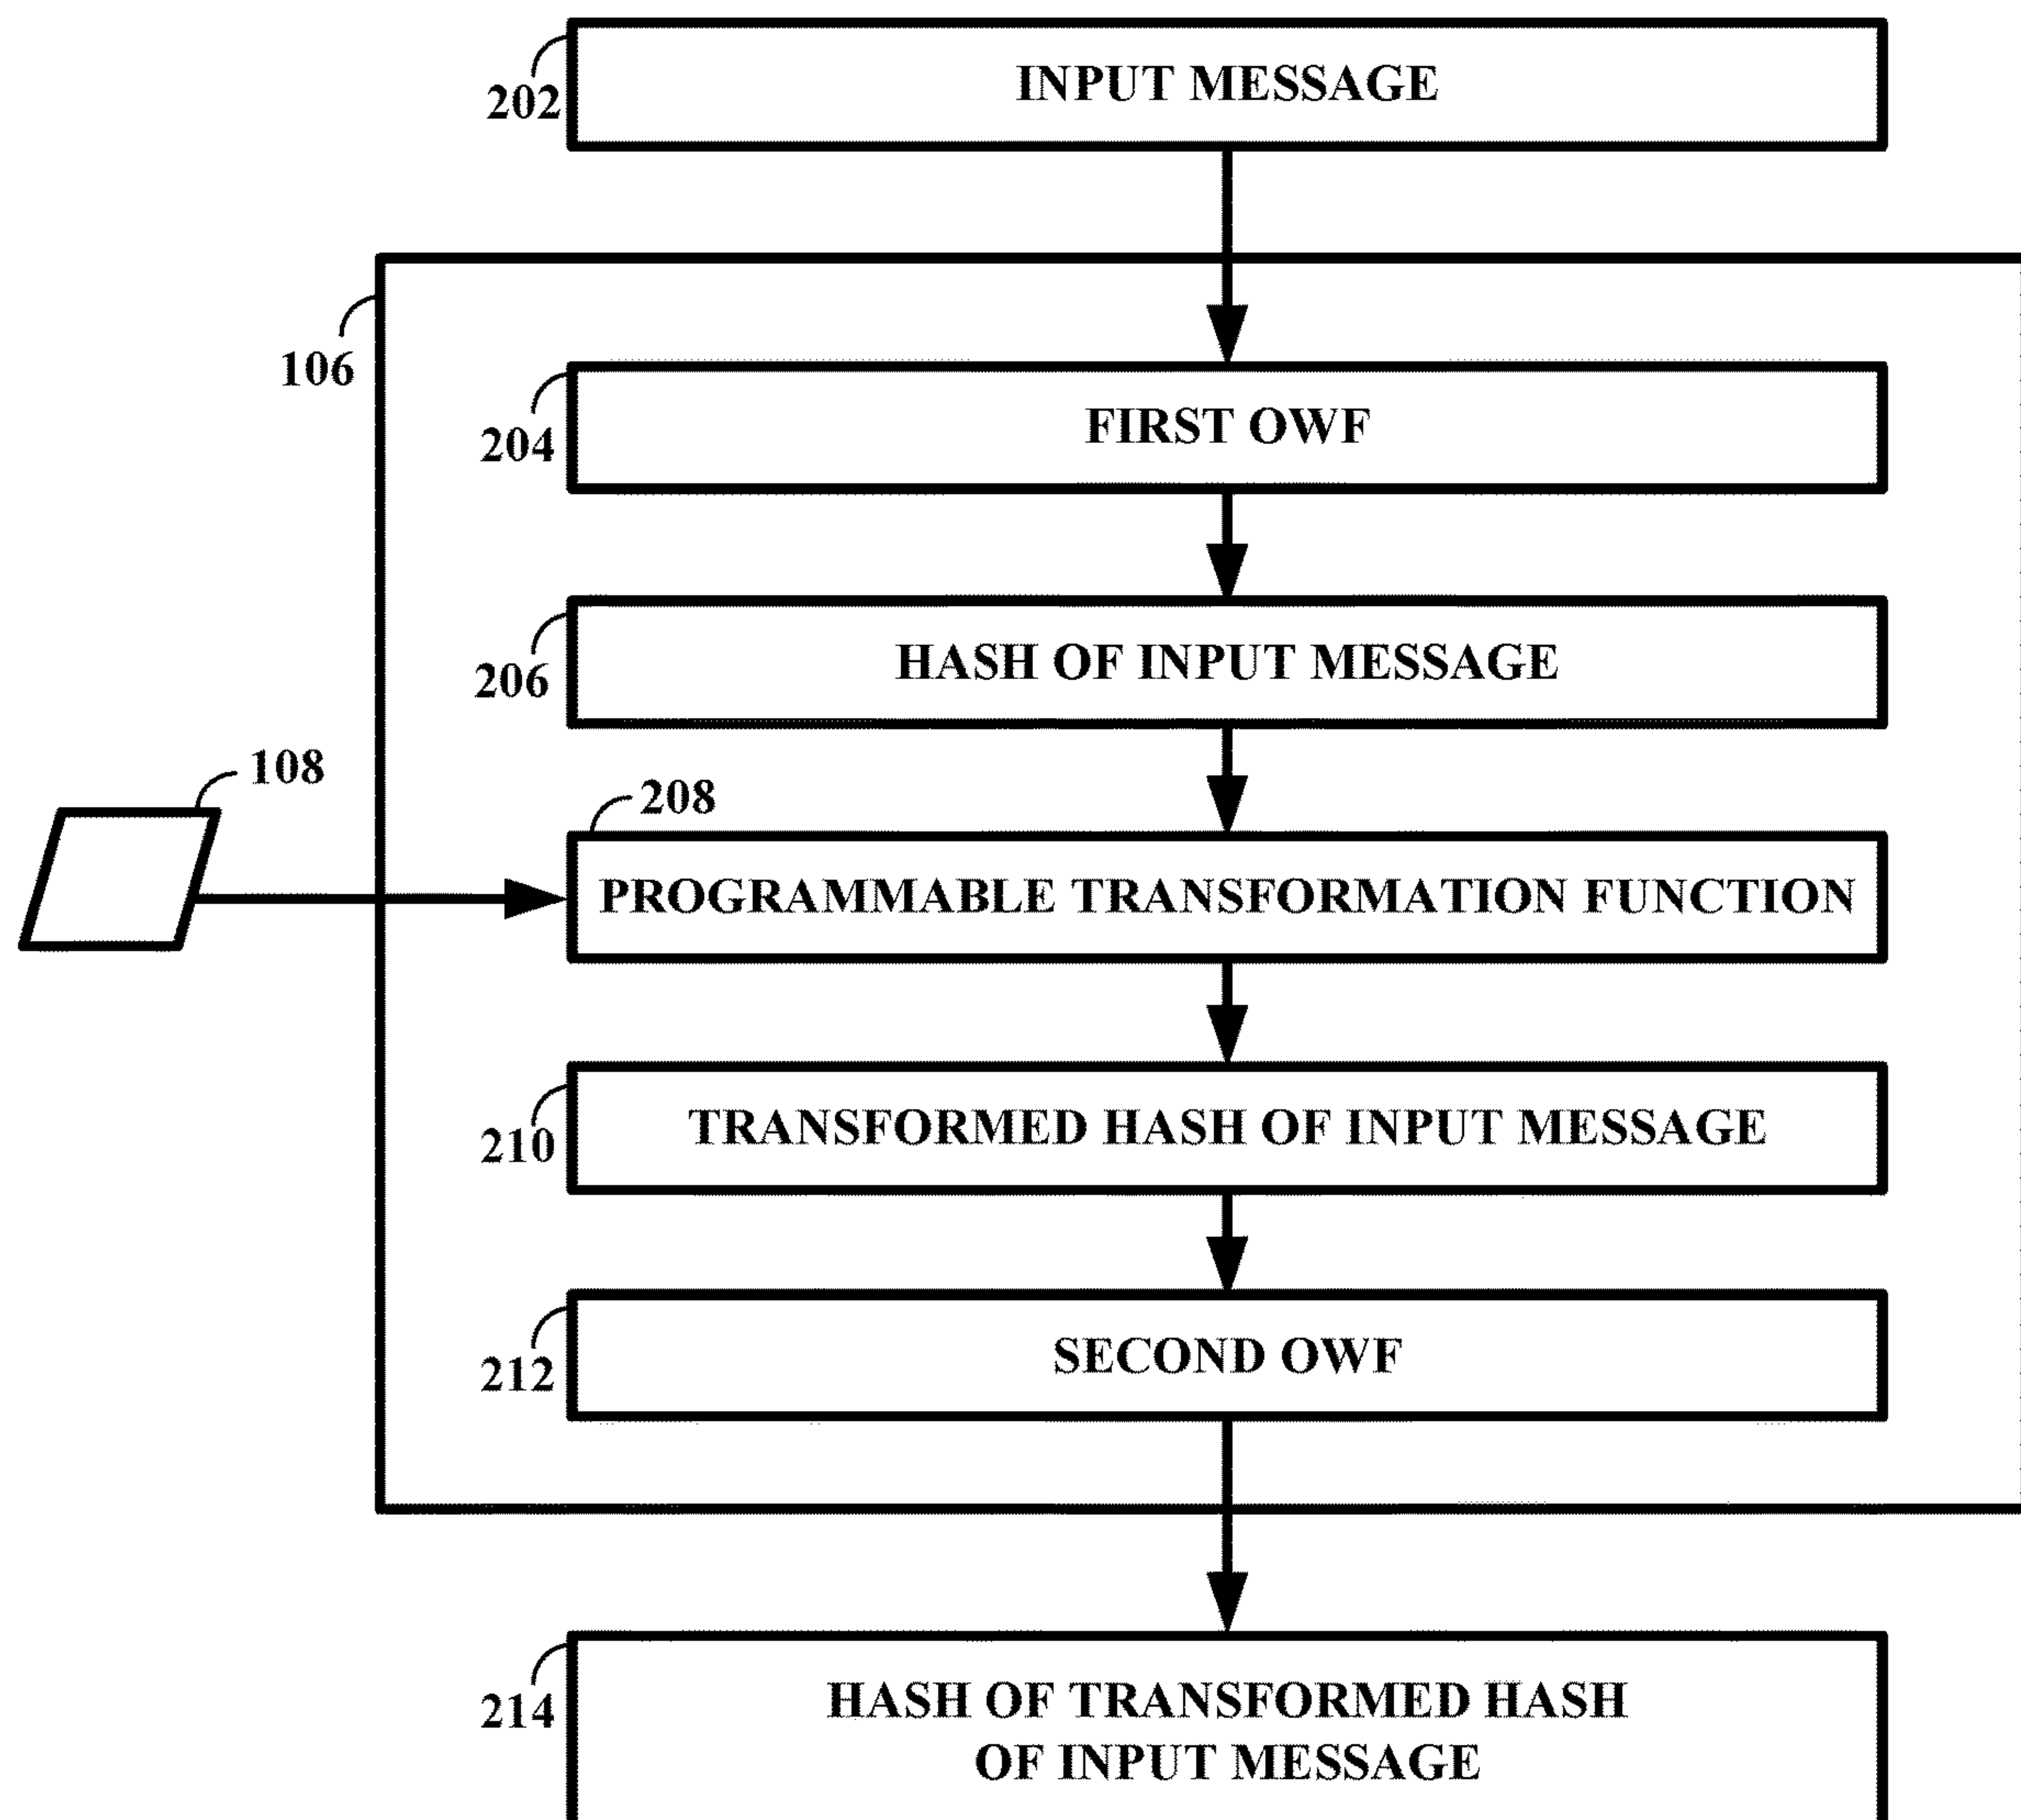 INPUT MESSAGE
202
106
FIRST OWF
204
HASH OF INPUT MESSAGE
206
108
208
PROGRAMMABLE TRANSFORMATION FUNCTION
TRANSFORMED HASH OF INPUT MESSAGE
210
SECOND OWF
212
214
HASH OF TRANSFORMED HASH
OF INPUT MESSAGE